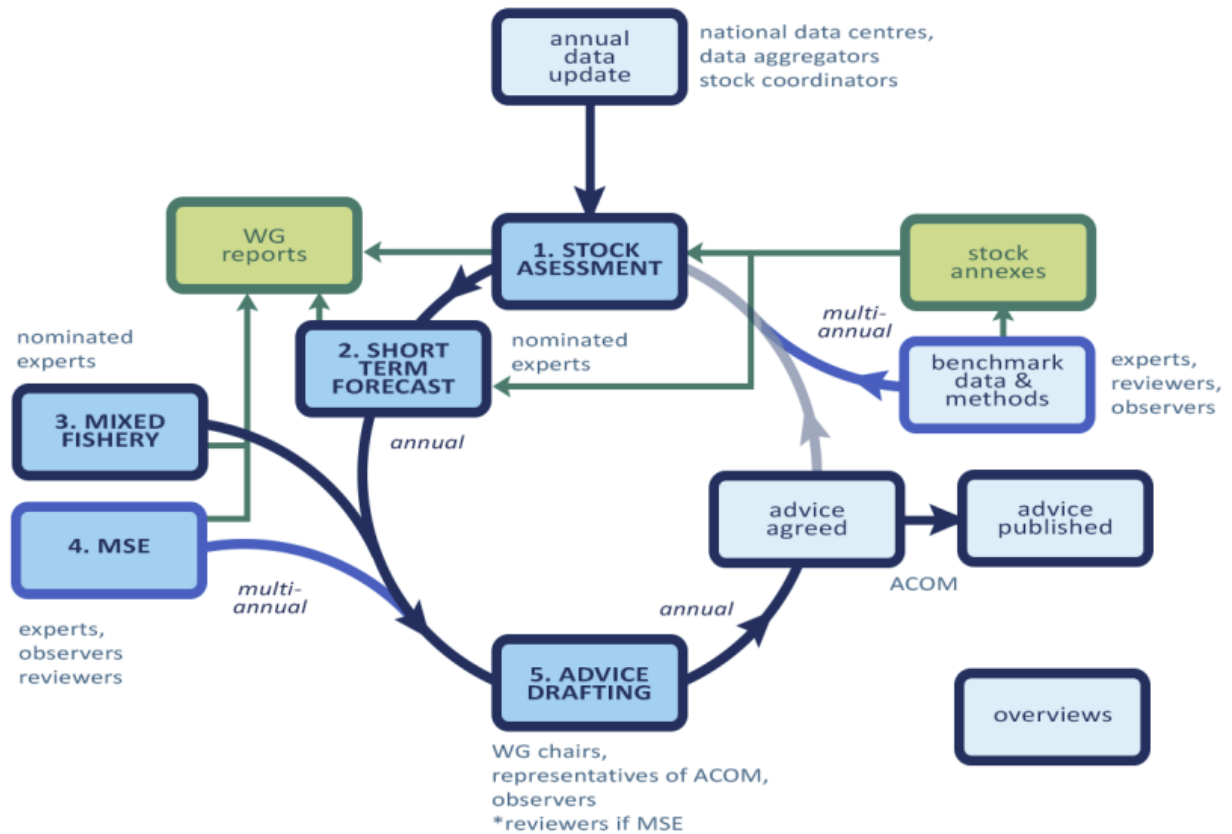 annual
data
update
national data centres,
data aggregators
stock coordinators
WG
reports
1. STOCK
ASESSMENT
stock
annexes
multi-
annual
nominated
experts
2. SHORT
TERM
FORECAST
nominated
experts
benchmark
data &
methods
experts,
reviewers,
observers
3. MIXED
FISHERY
annual
advice
agreed
advice
published
4. MSE
multi-
annual
annual
ACOM
experts,
observers
reviewers
5. ADVICE
DRAFTING
overviews
WG chairs,
representatives of ACOM,
observers
*reviewers if MSE